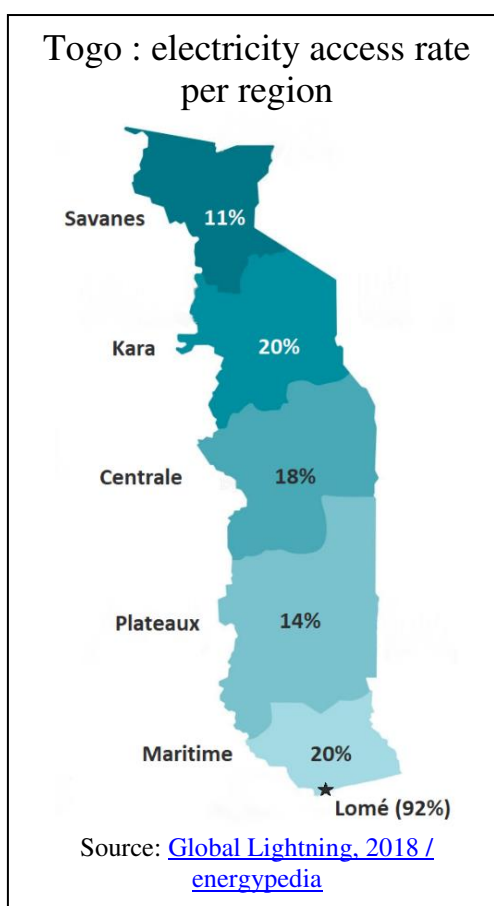 Togo : electricity access rate
per region
Savanes
11%
Kara
20%
Centrale
18%
Plateaux
14%
Maritime
20%
Lomé (92%)
Source: Global Lightning, 2018 /
energypedia